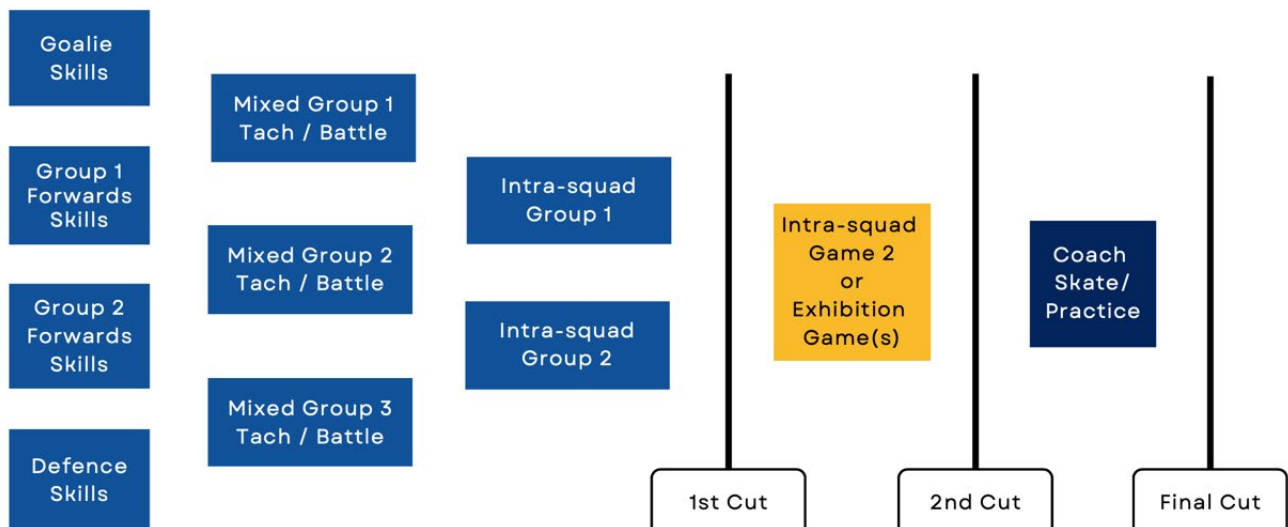 Goalie
Skills
Group 1
Forwards
Skills
Group 2
Forwards
Skills
Defence
Skills
Mixed Group 1
Tach / Battle
Mixed Group 2
Tach / Battle
Mixed Group 3
Tach / Battle
Intra-squad
Group 1
Intra-squad
Group 2
1st Cut
Intra-squad
Game 2
or
Exhibition
Game(s)
2nd Cut
Coach
Skate/
Practice
Final Cut